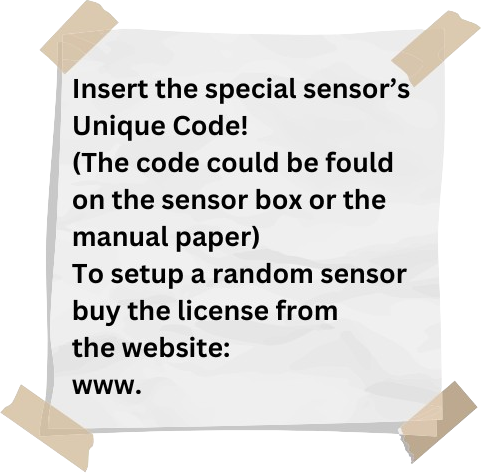 Insert the special sensor’s
Unique Code!
(The code could be fould
on the sensor box or the
manual paper)
To setup a random sensor
buy the license from
the website:
www.